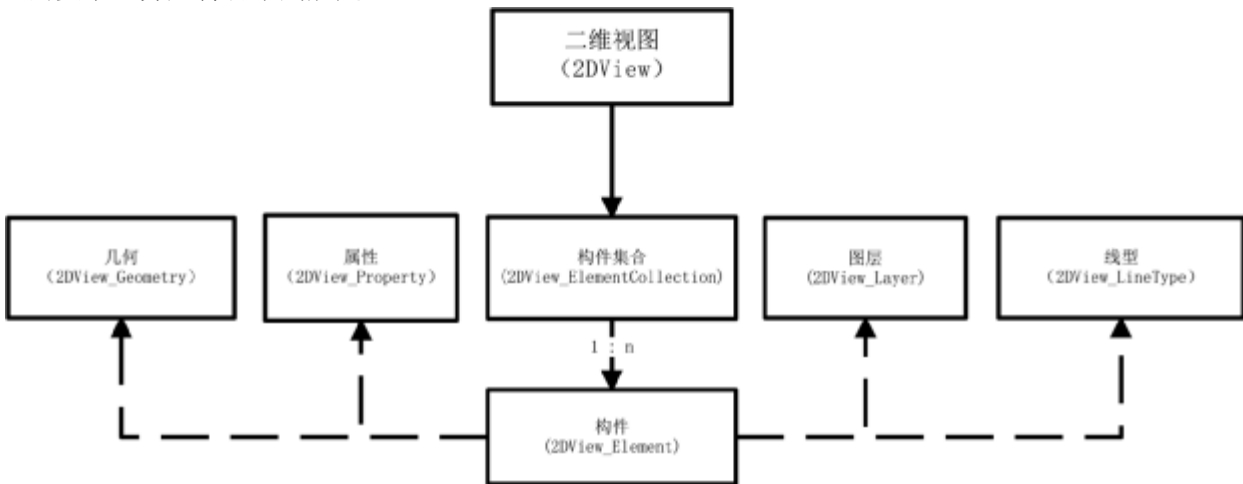 二维视图
(2DView)
几何
(2DView_Geometry)
属性
(2DView_Property)
构件集合
(2DView_ElementCollection)
图层
(2DView_Layer)
线型
(2DView_LineType)
1 : n
构件
(2DView_Element)